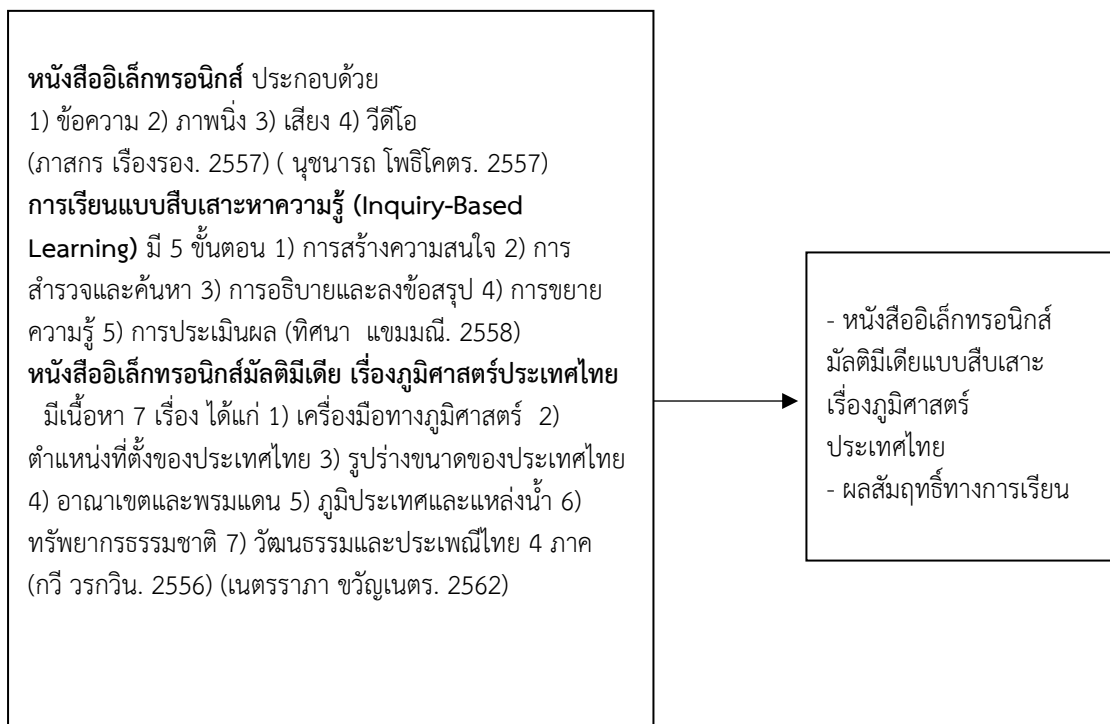 หนังสืออิเล็กทรอนิกส์ ประกอบด้วย
1) ข้อความ 2) ภาพนิ่ง 3) เสียง 4) วีดีโอ
(ภาสกร เรืองรอง. 2557) ( นุชนารถ โพธิโคตร. 2557)
การเรียนแบบสืบเสาะหาความรู้ (Inquiry-Based
Learning) มี 5 ขั้นตอน 1) การสร้างความสนใจ 2) การ
สำรวจและค้นหา 3) การอธิบายและลงข้อสรุป 4) การขยาย
ความรู้ 5) การประเมินผล (ทิศนา แขมมณี. 2558)
หนังสืออิเล็กทรอนิกส์มัลติมีเดีย เรื่องภูมิศาสตร์ประเทศไทย
มีเนื้อหา 7 เรื่อง ได้แก่ 1) เครื่องมือทางภูมิศาสตร์ 2)
ตำแหน่งที่ตั้งของประเทศไทย 3) รูปร่างขนาดของประเทศไทย
4) อาณาเขตและพรมแดน 5) ภูมิประเทศและแหล่งน้ำ 6)
ทรัพยากรธรรมชาติ 7) วัฒนธรรมและประเพณีไทย 4 ภาค
(กวี วรกวิน. 2556) (เนตรราภา ขวัญเนตร. 2562)
- หนังสืออิเล็กทรอนิกส์
มัลติมีเดียแบบสืบเสาะ
เรื่องภูมิศาสตร์
ประเทศไทย
- ผลสัมฤทธิ์ทางการเรียน